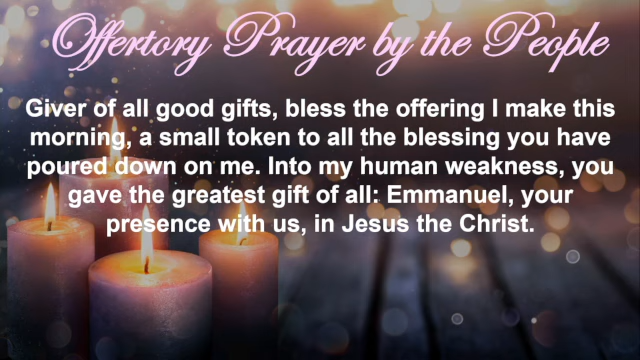 Offertory Prayer by the People
Giver of all good gifts, bless the offering I make this
morning, a small token to all the blessing you have
poured down on me. Into my human weakness, you
gave the greatest gift of all: Emmanuel, your
presence with us, in Jesus the Christ.